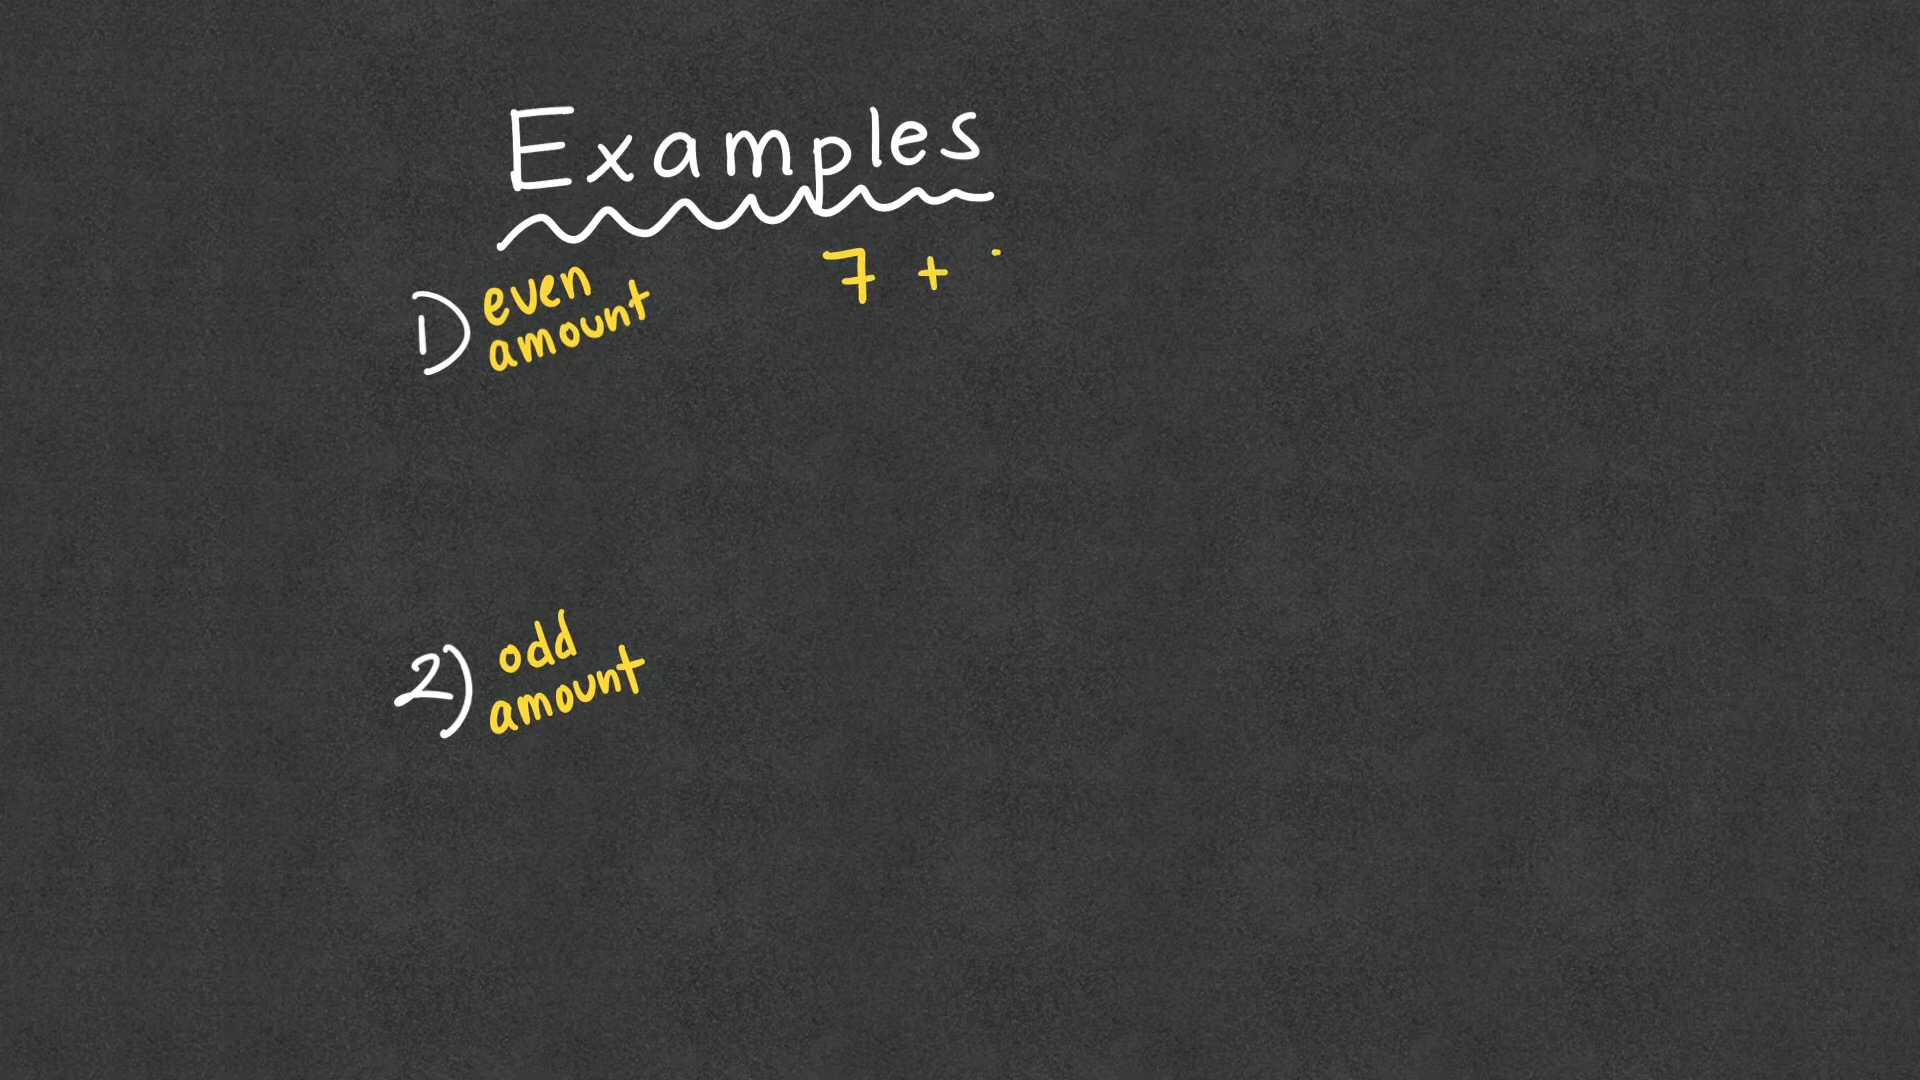 Examples
7 +
1) even
amount
2) odd
amount